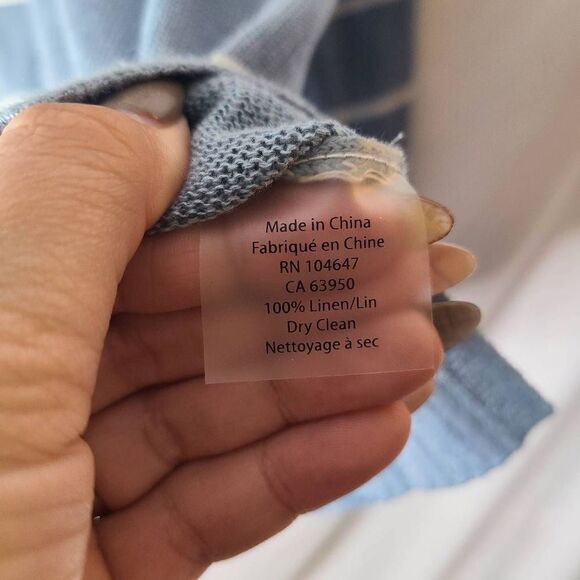 Made in China
Fabriqué en Chine
RN 104647
CA 63950
100% Linen/Lin
Dry Clean
Nettoyage à sec